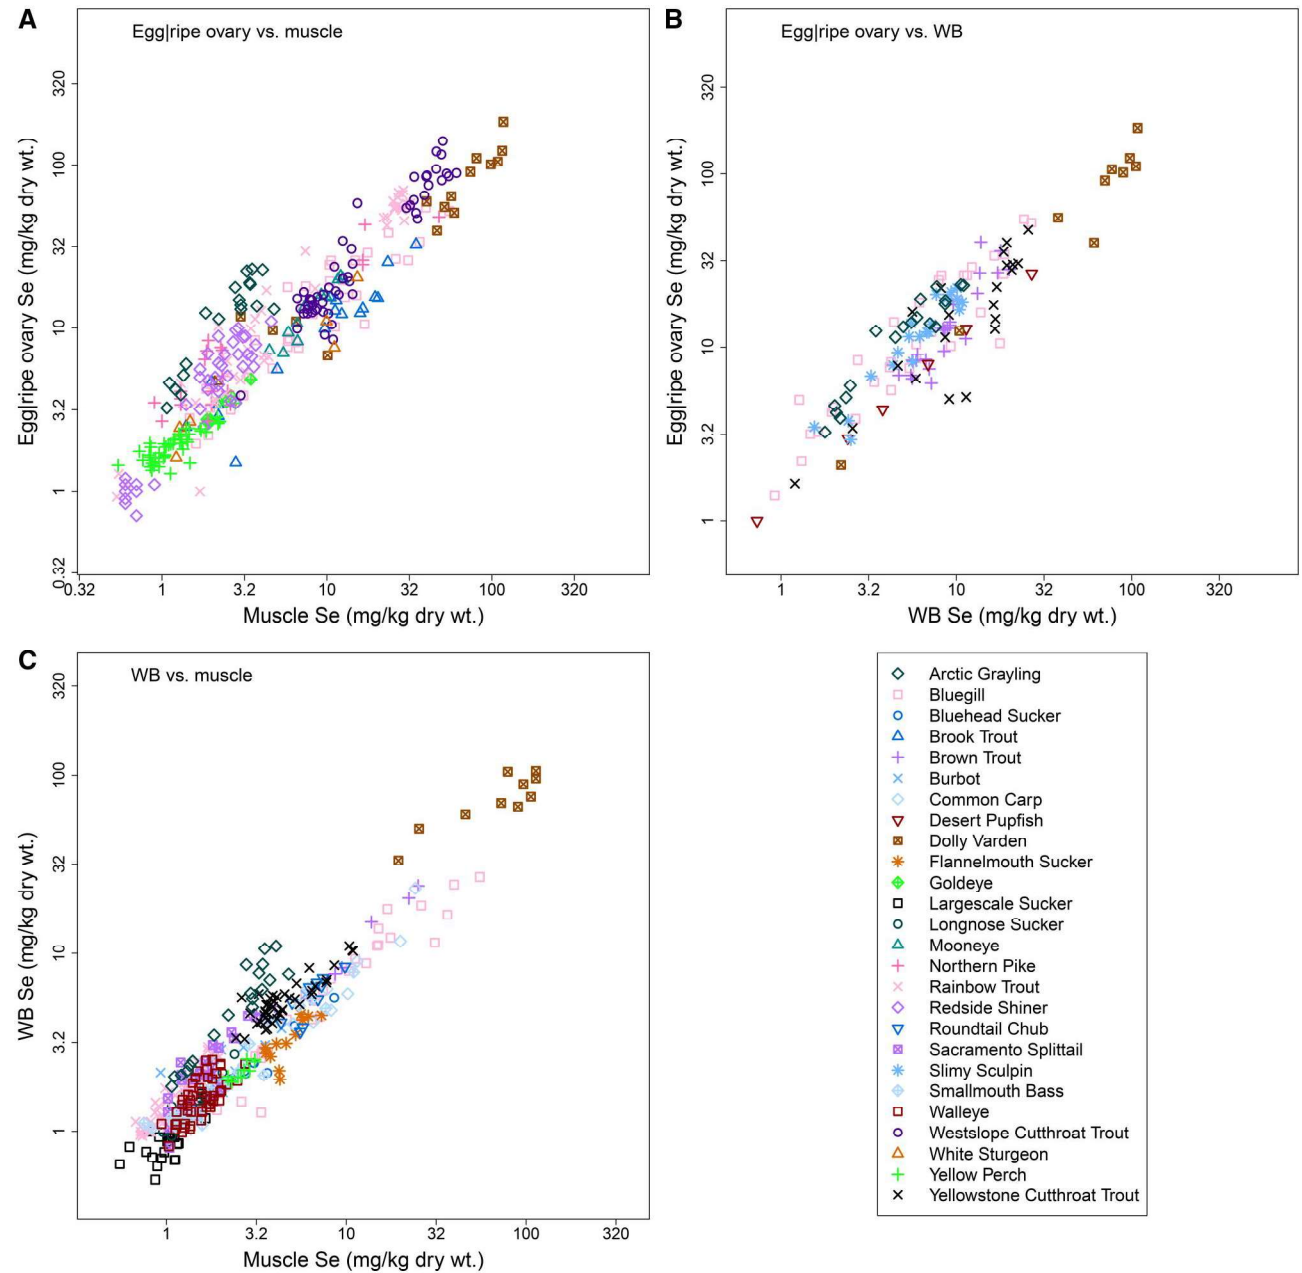 A
Egg|ripe ovary vs. muscle
Egg|ripe ovary Se (mg/kg dry wt.)
320
100
32
10
3.2
1
0.32
0.32 1 3.2 10 32 100 320
Muscle Se (mg/kg dry wt.)
B
Egg|ripe ovary vs. WB
Egg|ripe ovary Se (mg/kg dry wt.)
320
100
32
10
3.2
1
1 3.2 10 32 100 320
WB Se (mg/kg dry wt.)
C
WB vs. muscle
WB Se (mg/kg dry wt.)
320
100
32
10
3.2
1
1 3.2 10 32 100 320
Muscle Se (mg/kg dry wt.)
Arctic Grayling
Bluegill
Bluehead Sucker
Brook Trout
Brown Trout
Burbot
Common Carp
Desert Pupfish
Dolly Varden
Flannelmouth Sucker
Goldeye
Largescale Sucker
Longnose Sucker
Mooneye
Northern Pike
Rainbow Trout
Redside Shiner
Roundtail Chub
Sacramento Splittail
Slimy Sculpin
Smallmouth Bass
Walleye
Westslope Cutthroat Trout
White Sturgeon
Yellow Perch
Yellowstone Cutthroat Trout